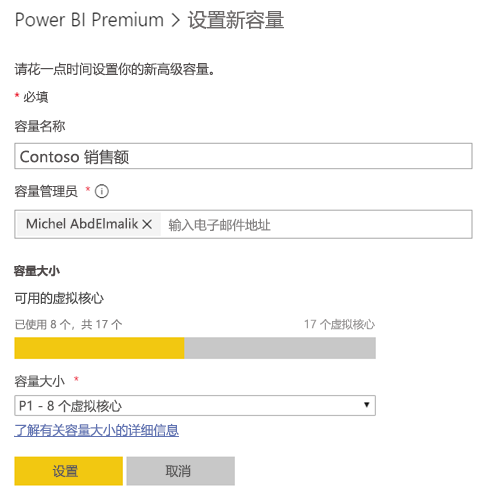 Power BI Premium > 设置新容量
请花一点时间设置你的新高级容量。
* 必填
容量名称
Contoso 销售额
容量管理员 *
Michel AbdElmalik × 输入电子邮件地址
容量大小
可用的虚拟核心
已使用 8 个，共 17 个 17 个虚拟核心
容量大小 *
P1 - 8 个虚拟核心
了解有关容量大小的详细信息
设置 取消